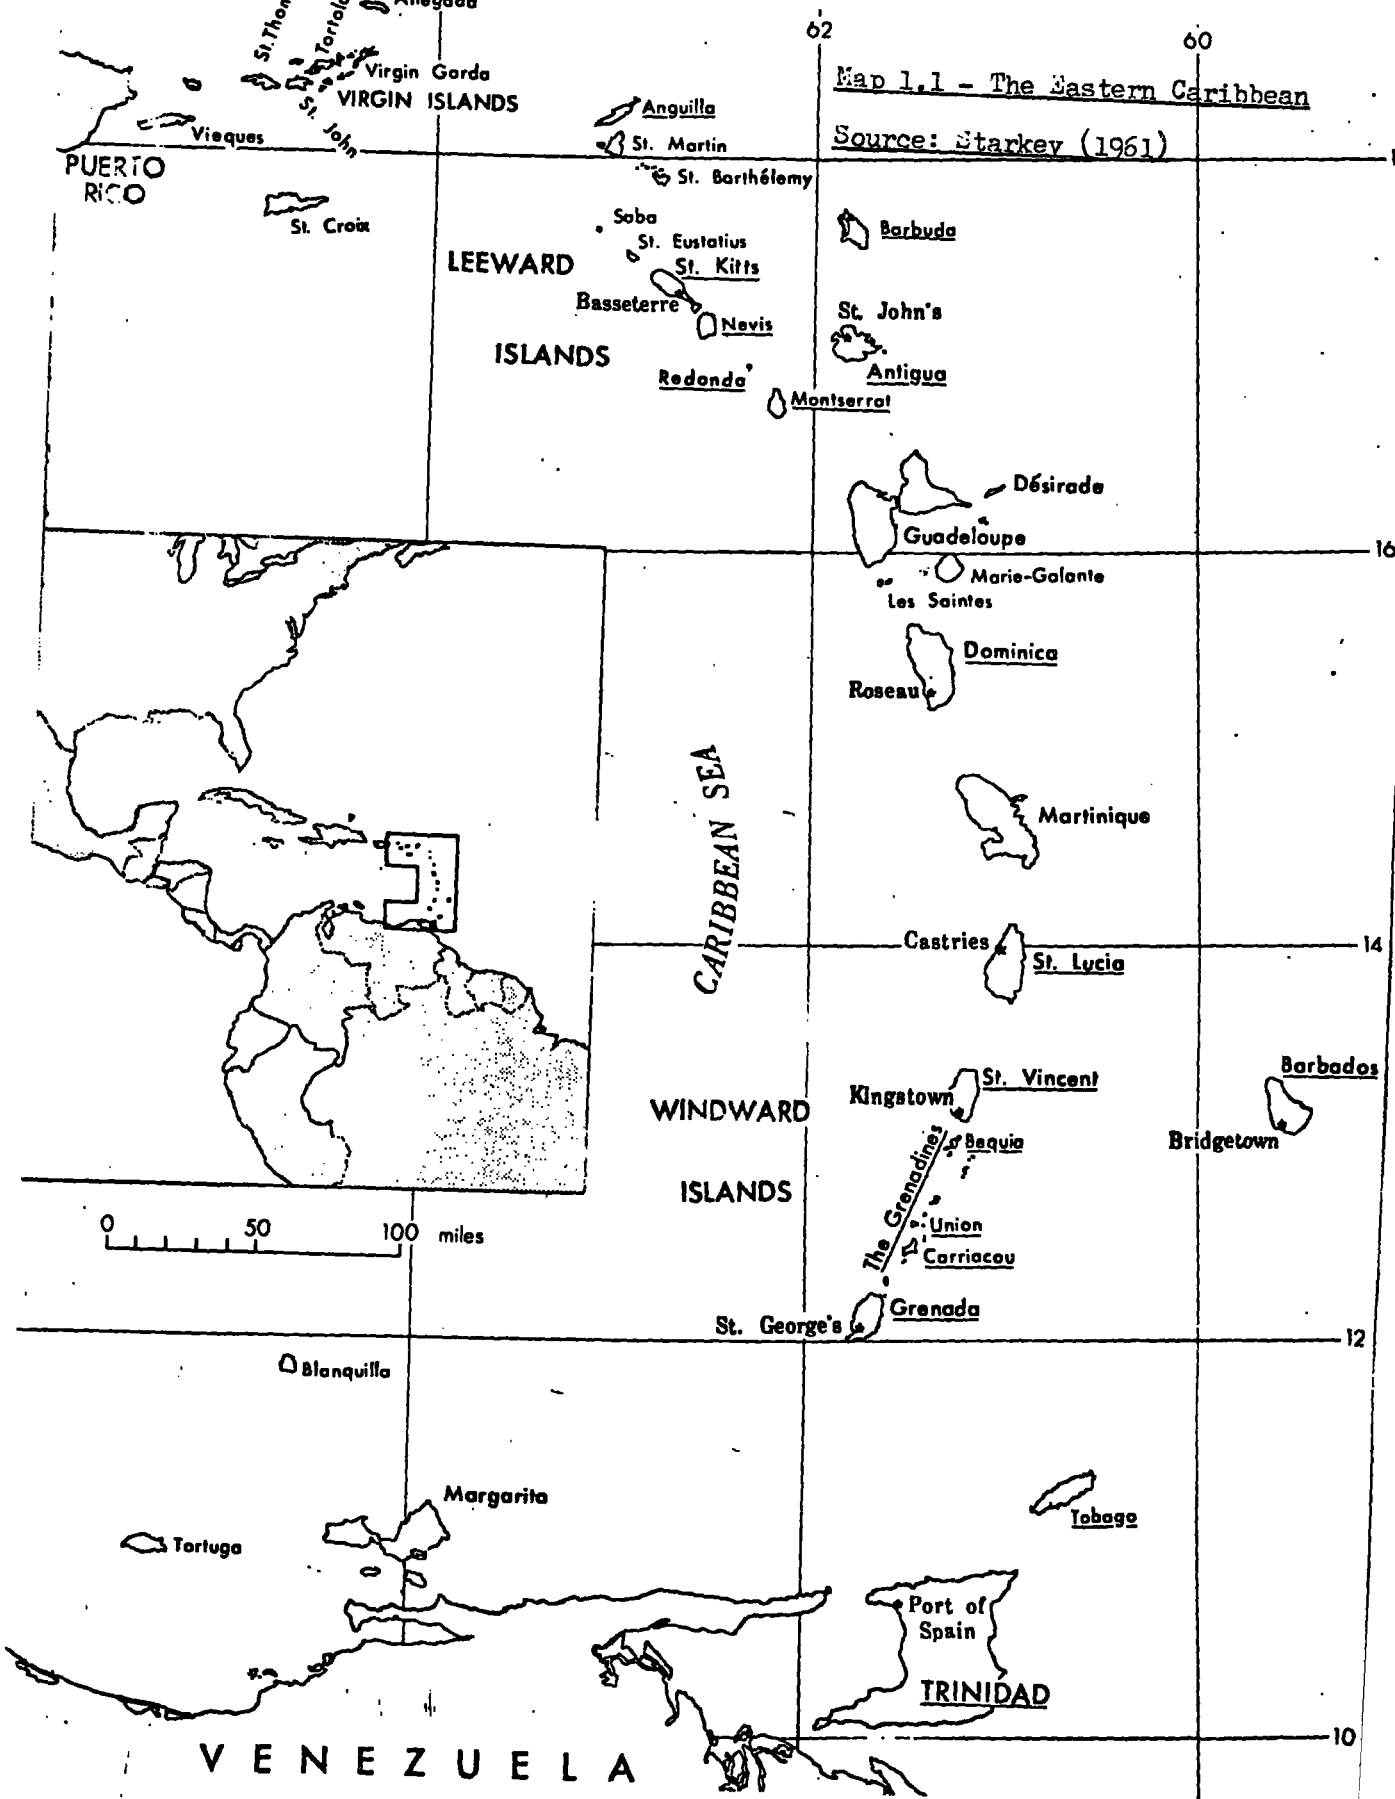 Anegada
62
60
St. Thom
Tortola
Virgin Gorda
VIRGIN ISLANDS
St. John
Vieques
PUERTO
RICO
St. Croix
Map 1.1 - The Eastern Caribbean
Source: Starkey (1961)
Anguilla
St. Martin
St. Barthélemy
Saba
St. Eustatius
St. Kitts
Basseterre
Nevis
LEEWARD
ISLANDS
Barbuda
St. John's
Antigua
Redonda
Montserrat
Désirade
Guadeloupe
16
Marie-Galante
Les Saintes
Dominica
Roseau
CARIBBEAN SEA
Martinique
Castries
14
St. Lucia
WINDWARD
ISLANDS
St. Vincent
Kingstown
Barbados
Bridgetown
Bequia
The Grenadines
Union
Carriacou
0 50 100 miles
Grenada
St. George's
12
Blanquilla
Margarita
Tortuga
Tobago
Port of
Spain
TRINIDAD
10
VENEZUELA